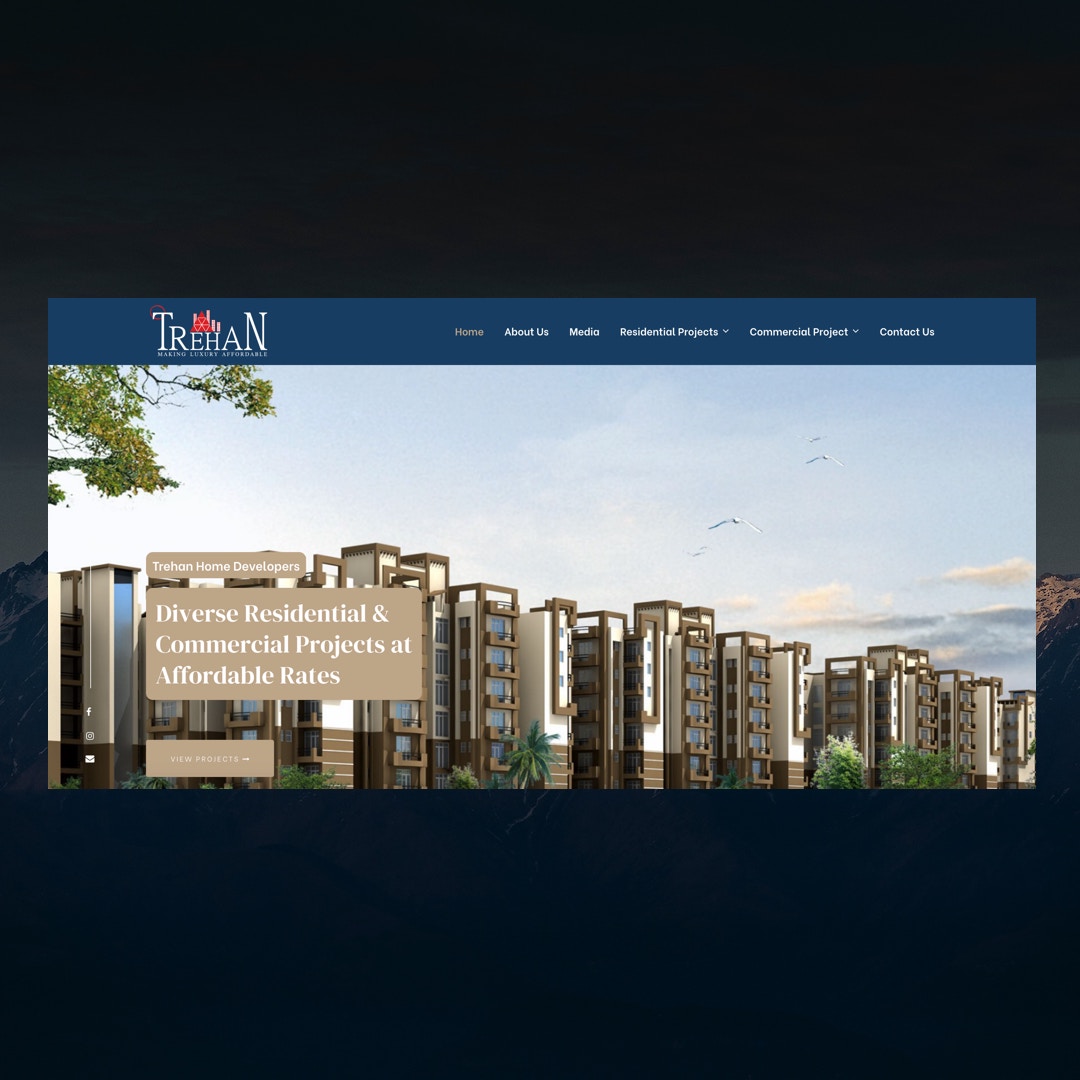 TREHAN
MAKING LUXURY AFFORDABLE
Home About Us Media Residential Projects Commercial Project Contact Us
Trehan Home Developers
Diverse Residential &
Commercial Projects at
Affordable Rates
VIEW PROJECTS